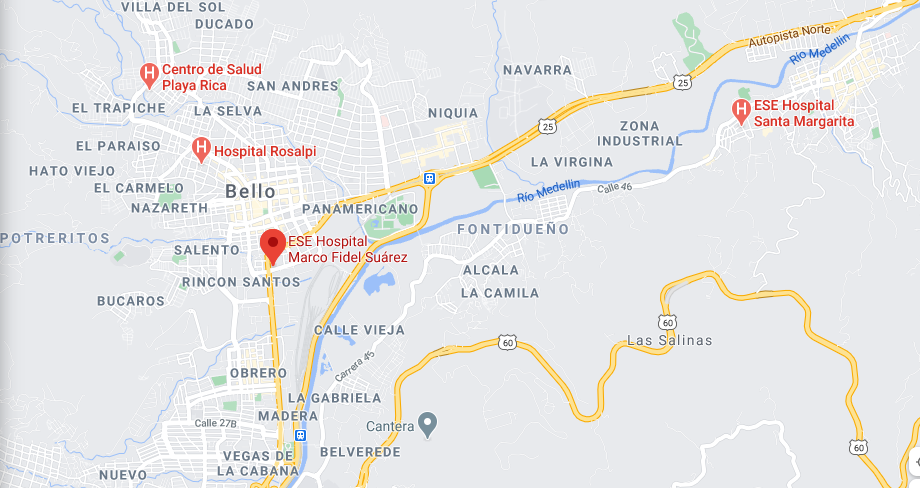 VILLA DEL SOL
DUCADO
Autopista Norte
Río Medellin
Centro de Salud
Playa Rica
NAVARRA
SAN ANDRES
25
EL TRAPICHE
LA SELVA
NIQUIA
ESE Hospital
Santa Margarita
25
ZONA
INDUSTRIAL
EL PARAISO
Hospital Rosalpi
LA VIRGINA
HATO VIEJO
EL CARMELO
Bello
Río Medellin
Calle 46
NAZARETH
PANAMERICANO
POTRERITOS
FONTIDUEÑO
SALENTO
ESE Hospital
Marco Fidel Suárez
ALCALA
RINCON SANTOS
LA CAMILA
BUCAROS
CALLE VIEJA
60
Las Salinas
60
Carrera 45
OBRERO
LA GABRIELA
MADERA
Calle 27B
Cantera
60
VEGAS DE
LA CABANA
BELVEREDE
NUEVO